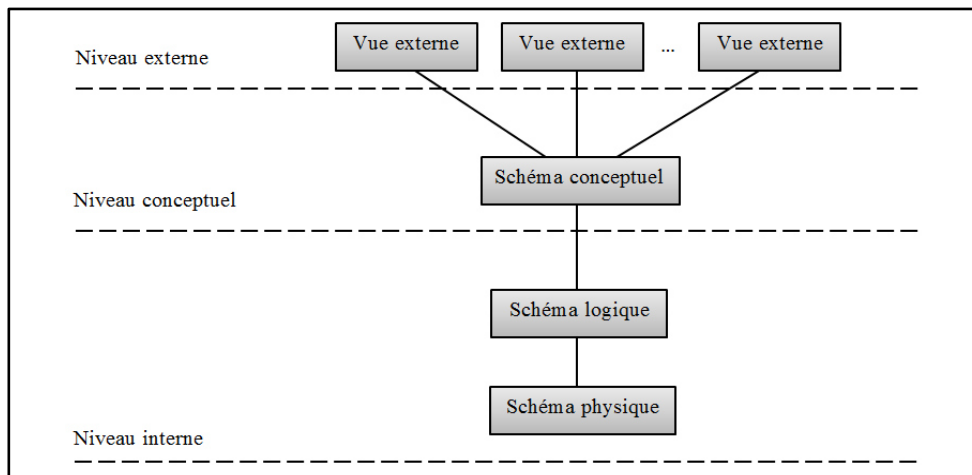 Vue externe Vue externe ... Vue externe
Niveau externe
Schéma conceptuel
Niveau conceptuel
Schéma logique
Schéma physique
Niveau interne